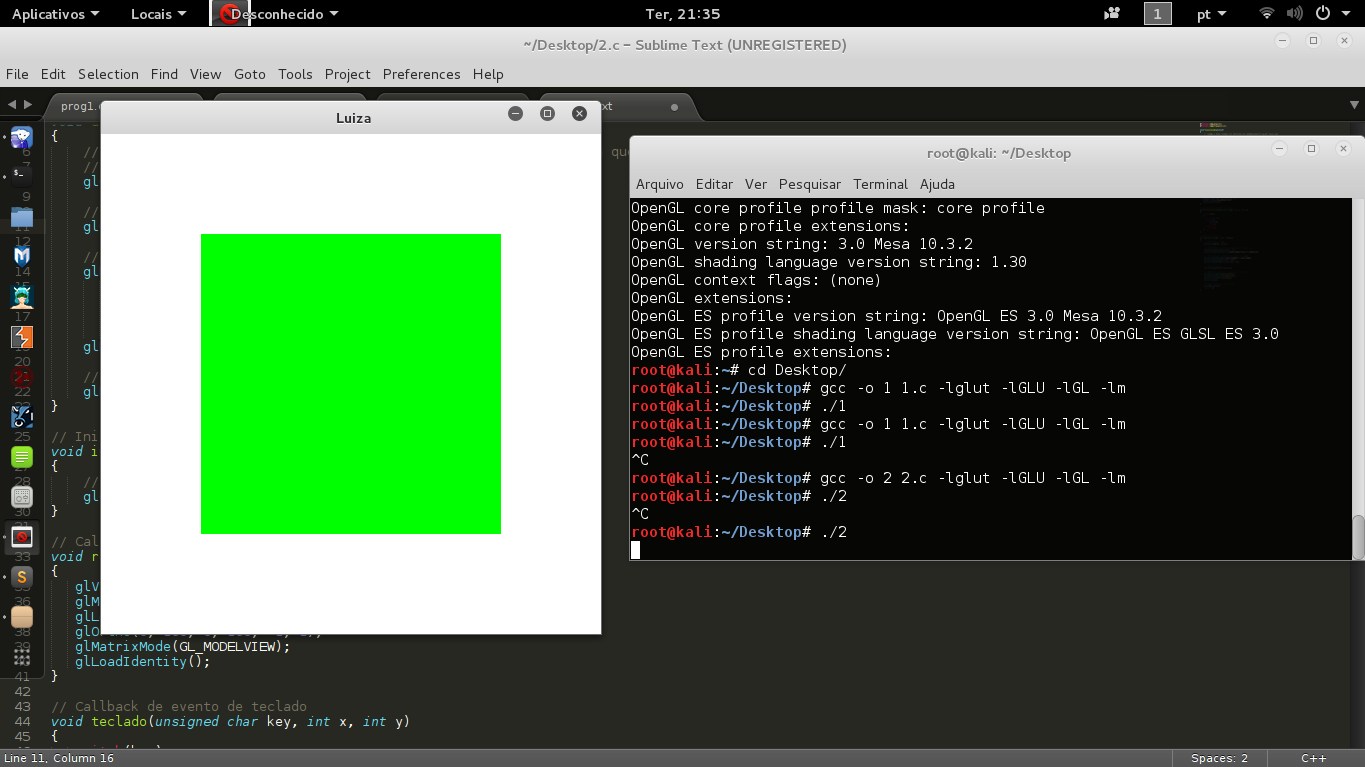 Aplicativos Locais Desconhecido Ter, 21:35 1 pt
~/Desktop/2.c – Sublime Text (UNREGISTERED)
File Edit Selection Find View Goto Tools Project Preferences Help
prog1.
Luiza
{
//
//
gl
//
gl
//
gl
gl
//
gl
}
// Ini
void i
{
//
gl
}
// Cal
void r
{
glV
glM
glL
glMatrixMode(GL_MODELVIEW);
glLoadIdentity();
}
// Callback de evento de teclado
void teclado(unsigned char key, int x, int y)
{
6
7
9
11
12
14
17
20
22
25
28
30
33
35
36
38
39
41
42
43
44
45
root@kali: ~/Desktop
Arquivo Editar Ver Pesquisar Terminal Ajuda
OpenGL core profile profile mask: core profile
OpenGL core profile extensions:
OpenGL version string: 3.0 Mesa 10.3.2
OpenGL shading language version string: 1.30
OpenGL context flags: (none)
OpenGL extensions:
OpenGL ES profile version string: OpenGL ES 3.0 Mesa 10.3.2
OpenGL ES profile shading language version string: OpenGL ES GLSL ES 3.0
OpenGL ES profile extensions:
root@kali:~# cd Desktop/
root@kali:~/Desktop# gcc -o 1 1.c -lglut -lGLU -lGL -lm
root@kali:~/Desktop# ./1
root@kali:~/Desktop# gcc -o 1 1.c -lglut -lGLU -lGL -lm
root@kali:~/Desktop# ./1
^C
root@kali:~/Desktop# gcc -o 2 2.c -lglut -lGLU -lGL -lm
root@kali:~/Desktop# ./2
^C
root@kali:~/Desktop# ./2
Line 11, Column 16 Spaces: 2 C++